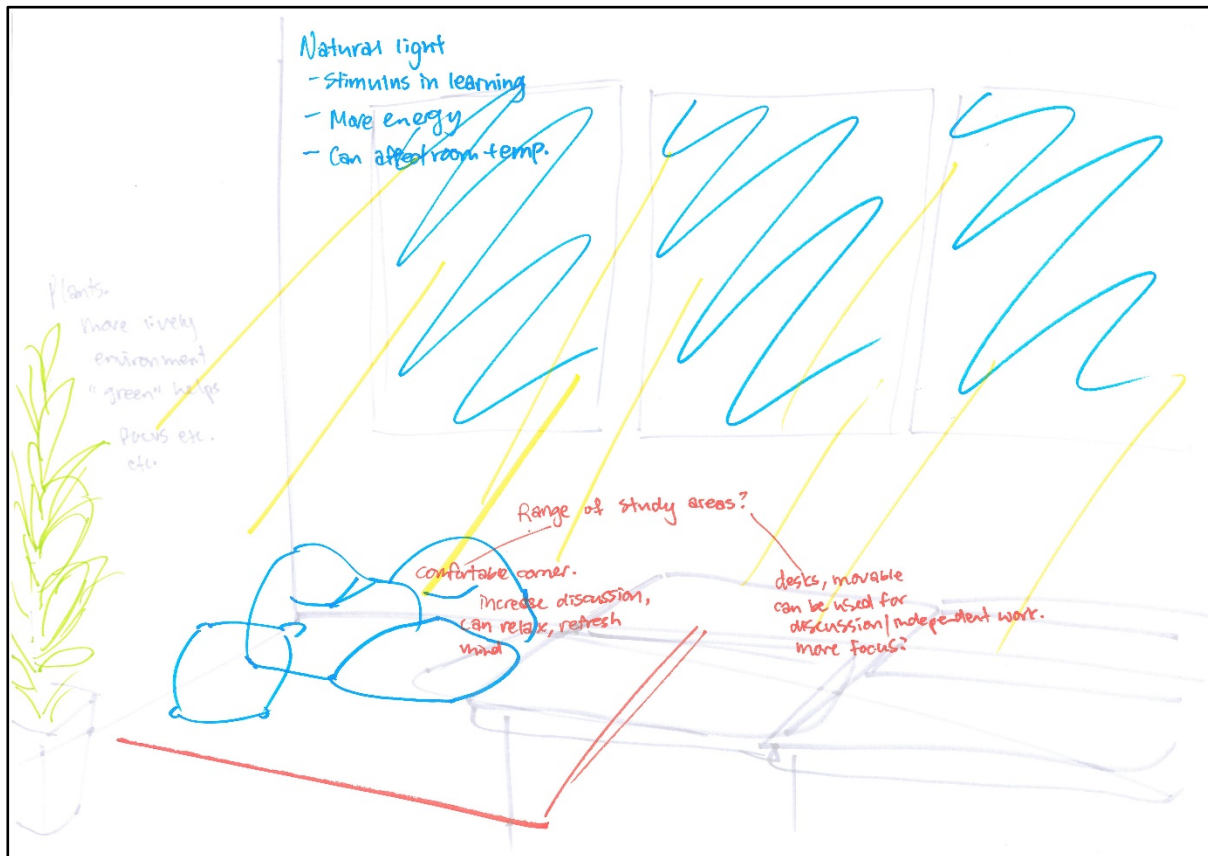 Natural light
- Stimulus in learning
- More energy
- Can affect room temp.
Plants.
more lively
environment
"green" helps
focus etc.
etc.
Range of study areas?
comfortable corner.
increase discussion,
can relax, refresh
mind
desks, movable
can be used for
discussion/independent work.
more focus?